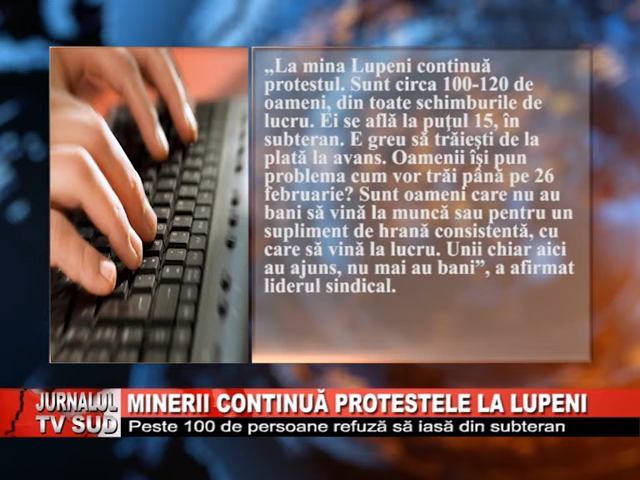 „La mina Lupeni continuă
protestul. Sunt circa 100-120 de
oameni, din toate schimburile de
lucru. Ei se află la puțul 15, în
subteran. E greu să trăiești de la
plată la avans. Oamenii își pun
problema cum vor trăi până pe 26
februarie? Sunt oameni care nu au
bani să vină la muncă sau pentru un
supliment de hrană consistentă, cu
care să vină la lucru. Unii chiar aici
au ajuns, nu mai au bani”, a afirmat
liderul sindical.
JURNALUL
TV SUD
MINERII CONTINUĂ PROTESTELE LA LUPENI
Peste 100 de persoane refuză să iasă din subteran